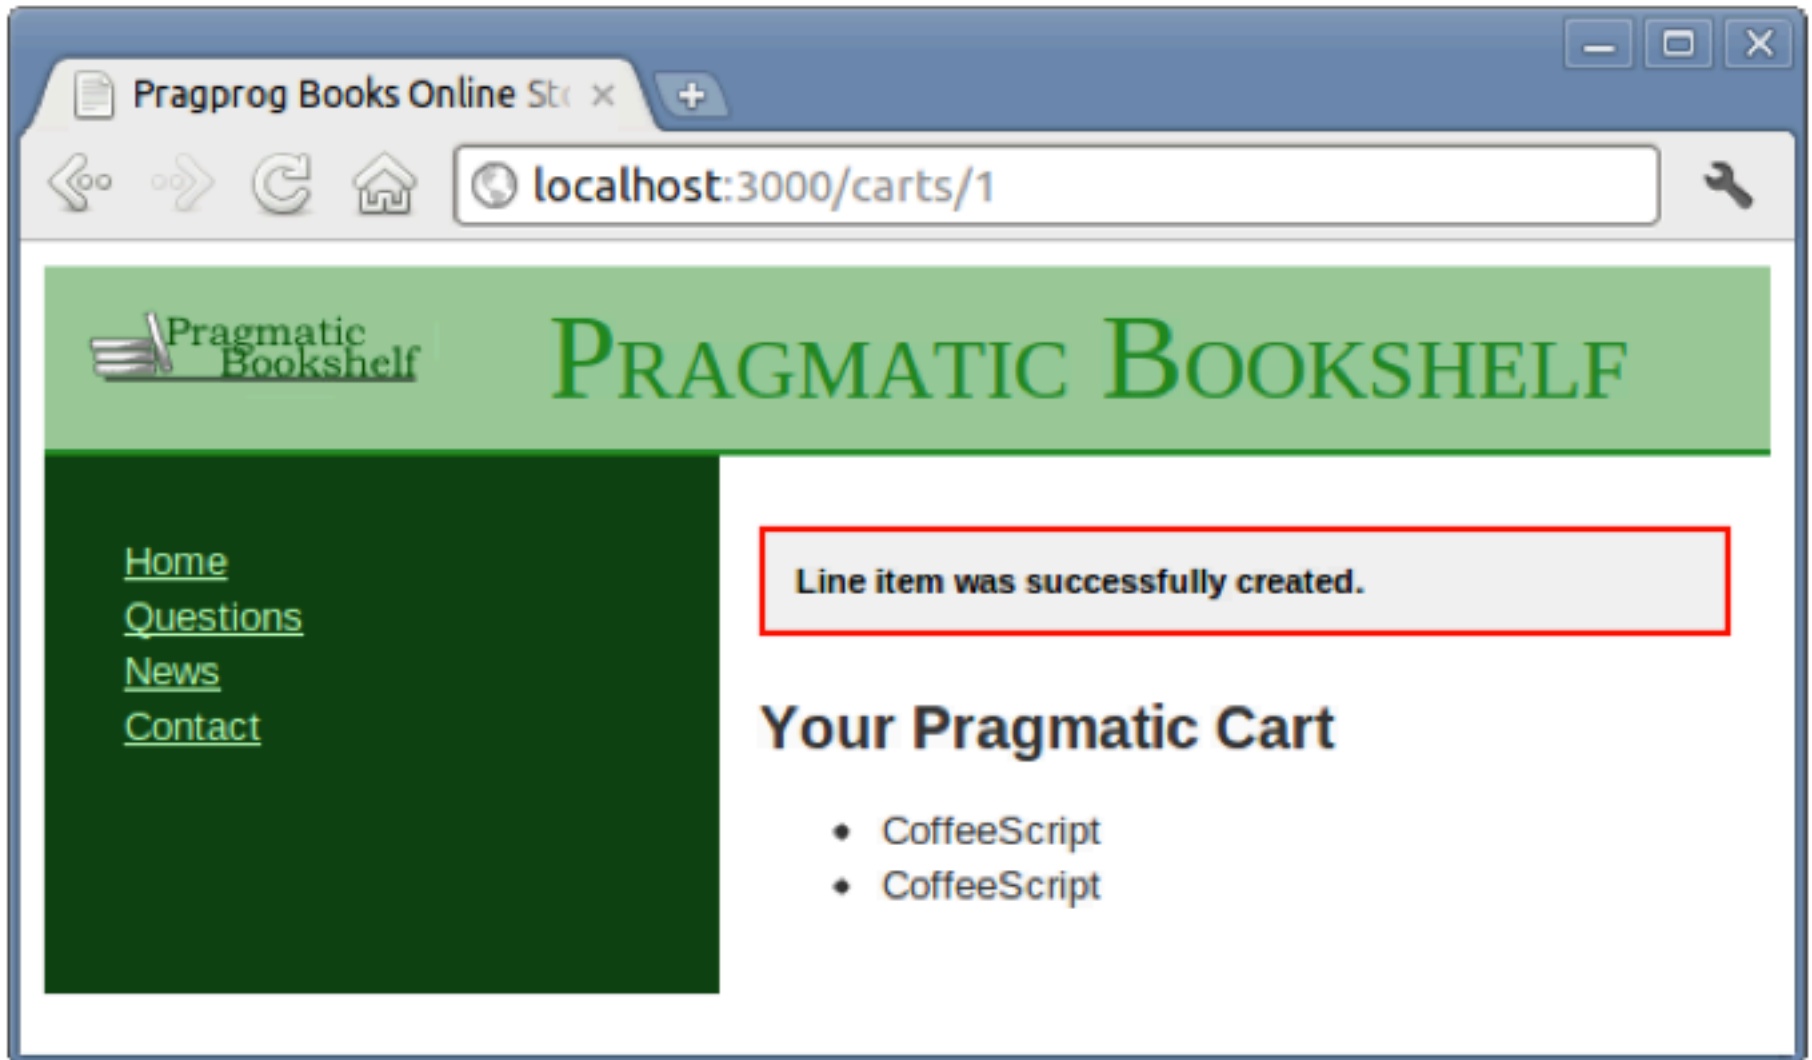 Pragprog Books Online Sto
localhost:3000/carts/1
Pragmatic
Bookshelf
PRAGMATIC BOOKSHELF
Home
Questions
News
Contact
Line item was successfully created.
Your Pragmatic Cart
• CoffeeScript
• CoffeeScript